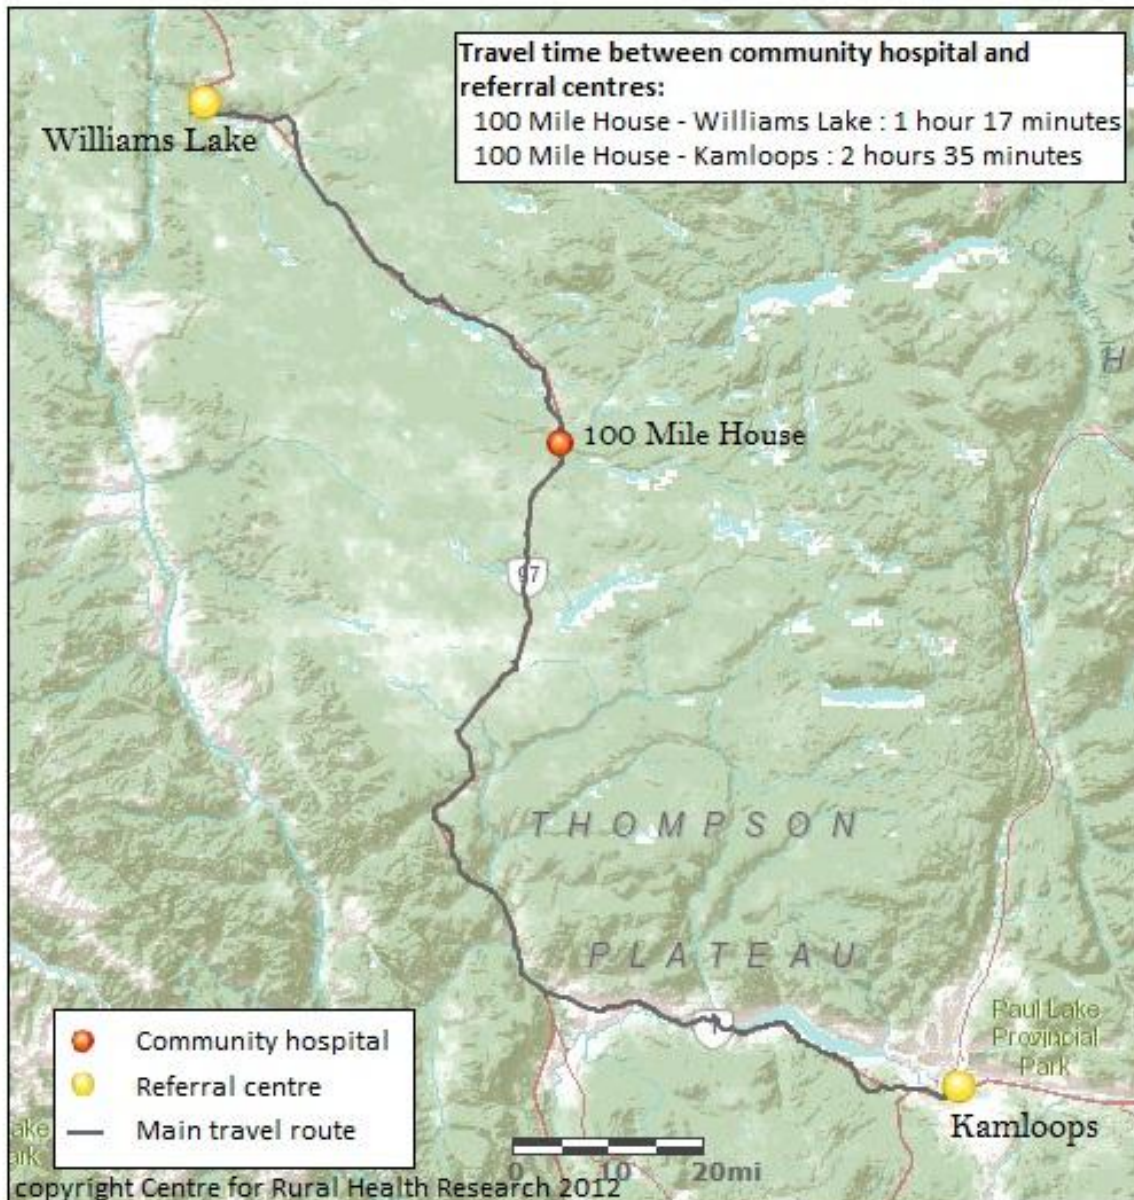 Travel time between community hospital and
referral centres:
100 Mile House - Williams Lake : 1 hour 17 minutes
100 Mile House - Kamloops : 2 hours 35 minutes
Williams Lake
100 Mile House
97
THOMPSON
PLATEAU
Paul Lake
Provincial
Park
Kamloops
Community hospital
Referral centre
Main travel route
0 10 20mi
copyright Centre for Rural Health Research 2012